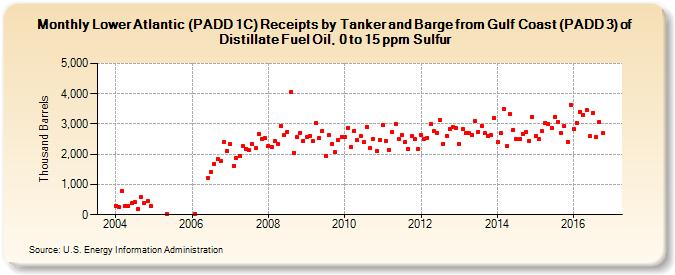 Monthly Lower Atlantic (PADD 1C) Receipts by Tanker and Barge from Gulf Coast (PADD 3) of
Distillate Fuel Oil, 0 to 15 ppm Sulfur
Thousand Barrels
5,000
4,000
3,000
2,000
1,000
0
2004 2006 2008 2010 2012 2014 2016
Source: U.S. Energy Information Administration